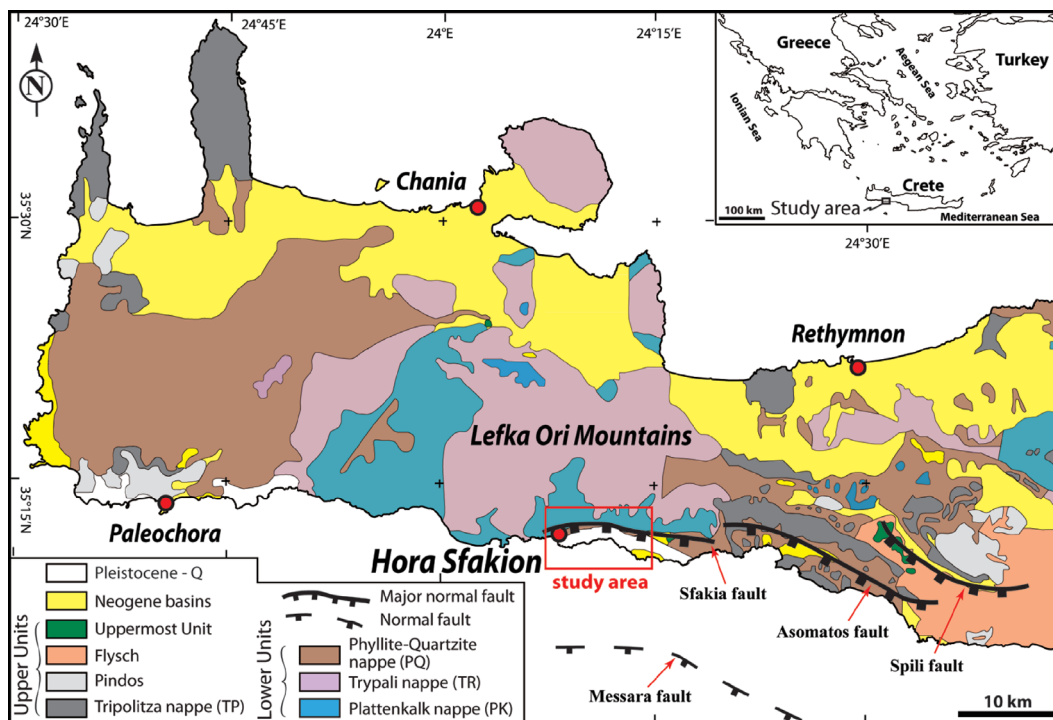 24°30′E
24°45′E
24°E
24°15′E
N
35°30′N
35°15′N
24°30′E
Greece
Turkey
Aegean Sea
Ionian Sea
Crete
100 km
Study area
Mediterranean Sea
Chania
Rethymnon
Lefka Ori Mountains
Paleochora
Hora Sfakion
study area
Sfakia fault
Asomatos fault
Spili fault
Messara fault
10 km
Pleistocene - Q
Neogene basins
Upper Units
Uppermost Unit
Flysch
Pindos
Tripolitza nappe (TP)
Major normal fault
Normal fault
Lower Units
Phyllite-Quartzite
nappe (PQ)
Trypali nappe (TR)
Plattenkalk nappe (PK)